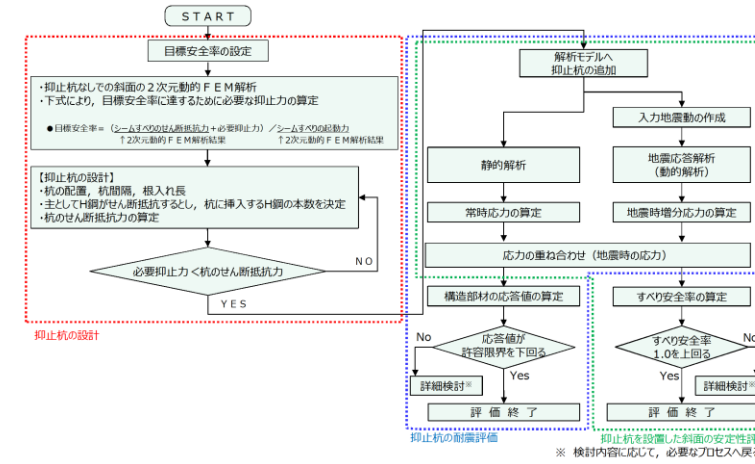 START
目標安全率の設定
・抑止杭なしでの斜面の２次元動的ＦＥＭ解析
・下式により，目標安全率に達するために必要な抑止力の算定
●目標安全率＝（シームすべりのせん断抵抗力＋必要抑止力）／シームすべりの起動力
↑2次元動的ＦＥＭ解析結果 ↑2次元動的ＦＥＭ解析結果
【抑止杭の設計】
・杭の配置，杭間隔，根入れ長
・主としてH鋼がせん断抵抗するとし，杭に挿入するH鋼の本数を決定
・杭のせん断抵抗力の算定
NO
必要抑止力＜杭のせん断抵抗力
YES
抑止杭の設計
解析モデルへ
抑止杭の追加
入力地震動の作成
静的解析
地震応答解析
（動的解析）
常時応力の算定
地震時増分応力の算定
応力の重ね合わせ（地震時の応力）
構造部材の応答値の算定
すべり安全率の算定
No
応答値が
許容限界を下回る
すべり安全率
1.0を上回る
No
Yes
Yes
詳細検討※
詳細検討※
評価終了
評価終了
抑止杭の耐震評価
抑止杭を設置した斜面の安定性評
※ 検討内容に応じて，必要なプロセスへ戻